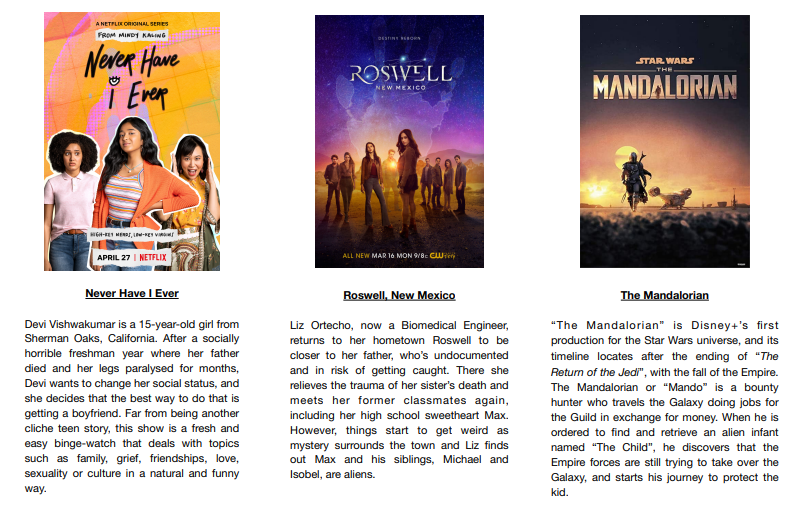 A NETFLIX ORIGINAL SERIES
FROM MINDY KALING
Never Have
I Ever
HIGH-KEY NERDS, LOW-KEY VIRGINS
APRIL 27 | NETFLIX
Never Have I Ever
Devi Vishwakumar is a 15-year-old girl from
Sherman Oaks, California. After a socially
horrible freshman year where her father
died and her legs paralysed for months,
Devi wants to change her social status, and
she decides that the best way to do that is
getting a boyfriend. Far from being another
cliche teen story, this show is a fresh and
easy binge-watch that deals with topics
such as family, grief, friendships, love,
sexuality or culture in a natural and funny
way.
DESTINY REBORN
ROSWELL
NEW MEXICO
ALL NEW MAR 16 MON 9/8c CW
Roswell, New Mexico
Liz Ortecho, now a Biomedical Engineer,
returns to her hometown Roswell to be
closer to her father, who's undocumented
and in risk of getting caught. There she
relieves the trauma of her sister's death and
meets her former classmates again,
including her high school sweetheart Max.
However, things start to get weird as
mystery surrounds the town and Liz finds
out Max and his siblings, Michael and
Isobel, are aliens.
STAR WARS
THE
MANDALORIAN
The Mandalorian
“The Mandalorian” is Disney+'s first
production for the Star Wars universe, and its
timeline locates after the ending of “The
Return of the Jedi”, with the fall of the Empire.
The Mandalorian or “Mando” is a bounty
hunter who travels the Galaxy doing jobs for
the Guild in exchange for money. When he is
ordered to find and retrieve an alien infant
named “The Child”, he discovers that the
Empire forces are still trying to take over the
Galaxy, and starts his journey to protect the
kid.